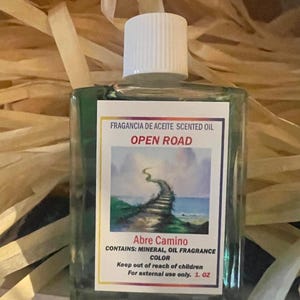 FRAGANCIA DE ACEITE SCENTED OIL
OPEN ROAD
Abre Camino
CONTAINS: MINERAL, OIL FRAGRANCE
COLOR
Keep out of reach of children
For external use only. 1. OZ